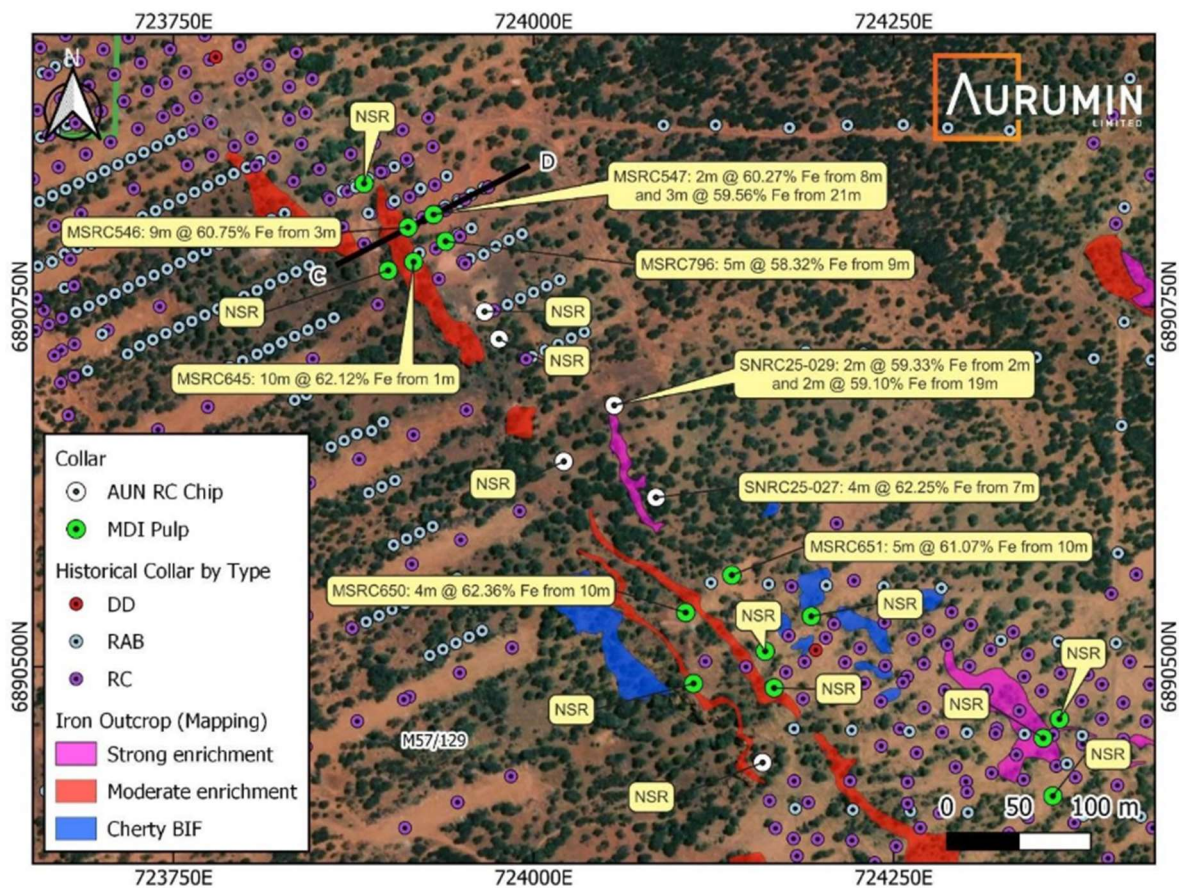 723750E
724000E
724250E
N
AURUMIN
LIMITED
NSR
D
MSRC547: 2m @ 60.27% Fe from 8m
and 3m @ 59.56% Fe from 21m
MSRC546: 9m @ 60.75% Fe from 3m
MSRC796: 5m @ 58.32% Fe from 9m
C
6890750N
6890750N
NSR
NSR
NSR
MSRC645: 10m @ 62.12% Fe from 1m
SNRC25-029: 2m @ 59.33% Fe from 2m
and 2m @ 59.10% Fe from 19m
Collar
AUN RC Chip
MDI Pulp
Historical Collar by Type
DD
RAB
RC
Iron Outcrop (Mapping)
Strong enrichment
Moderate enrichment
Cherty BIF
NSR
SNRC25-027: 4m @ 62.25% Fe from 7m
MSRC651: 5m @ 61.07% Fe from 10m
MSRC650: 4m @ 62.36% Fe from 10m
NSR
NSR
6890500N
6890500N
NSR
NSR
NSR
NSR
NSR
M57/129
NSR
0 50 100 m
723750E
724000E
724250E